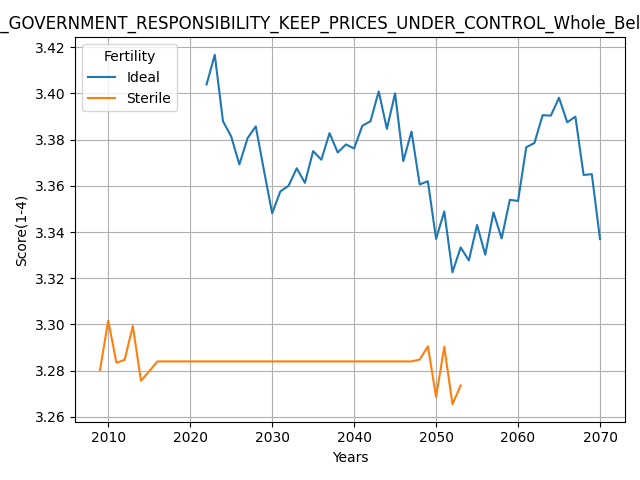 _GOVERNMENT_RESPONSIBILITY_KEEP_PRICES_UNDER_CONTROL_Whole_Bel
Fertility
Ideal
Sterile
Score(1-4)
3.42
3.40
3.38
3.36
3.34
3.32
3.30
3.28
3.26
2010 2020 2030 2040 2050 2060 2070
Years